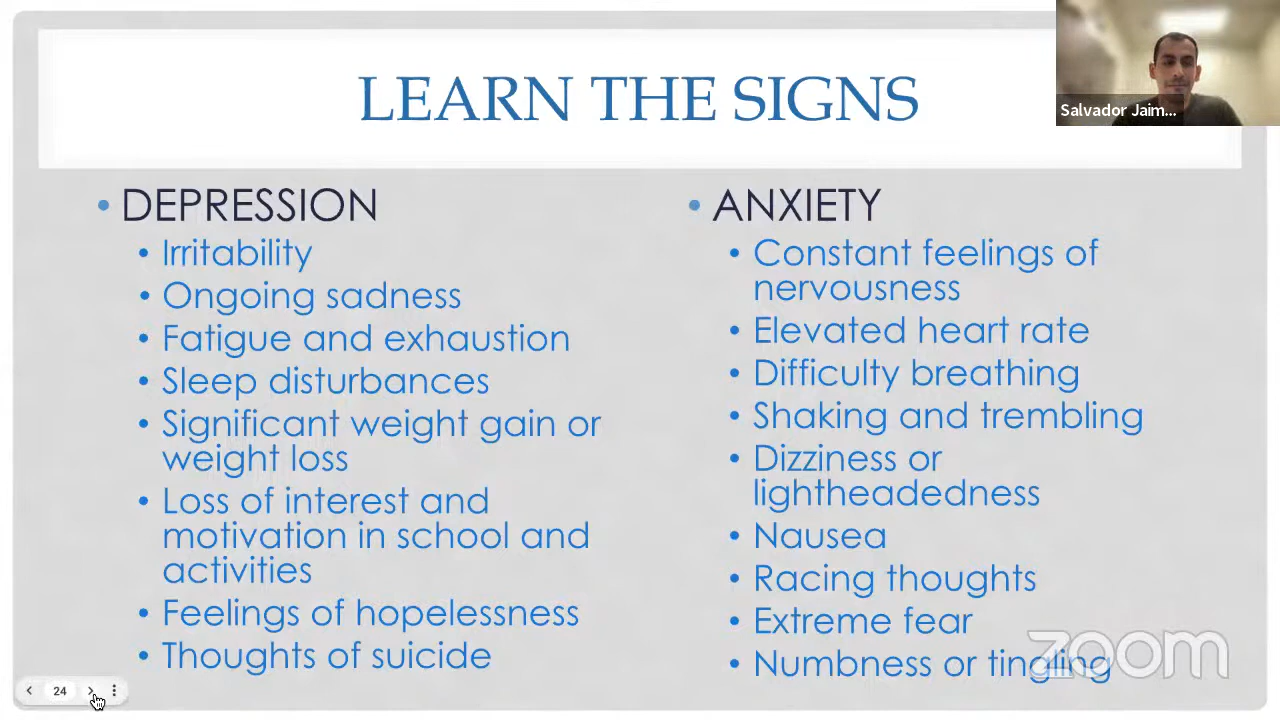 LEARN THE SIGNS
Salvador Jaim...
• DEPRESSION
• Irritability
• Ongoing sadness
• Fatigue and exhaustion
• Sleep disturbances
• Significant weight gain or
weight loss
• Loss of interest and
motivation in school and
activities
• Feelings of hopelessness
• Thoughts of suicide
• ANXIETY
• Constant feelings of
nervousness
• Elevated heart rate
• Difficulty breathing
• Shaking and trembling
• Dizziness or
lightheadedness
• Nausea
• Racing thoughts
• Extreme fear
• Numbness or tingling
zoom
24